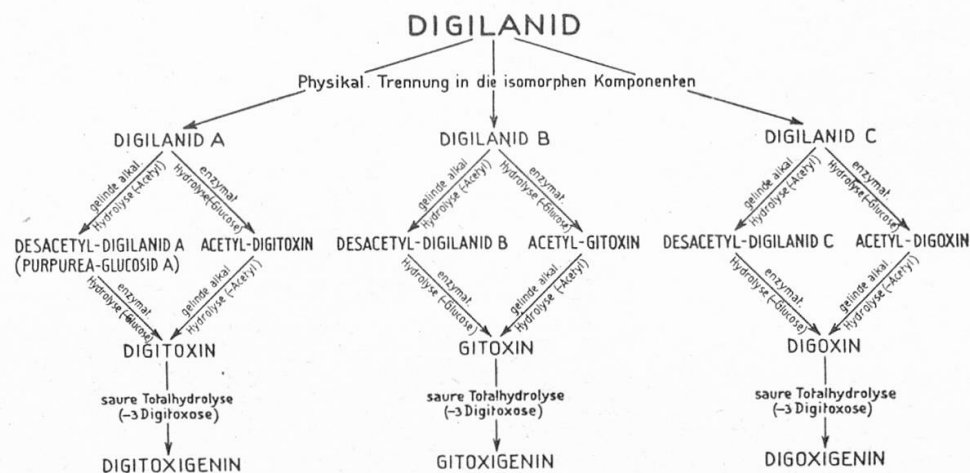 DIGILANID
Physikal. Trennung in die isomorphen Komponenten
DIGILANID A
DIGILANID B
DIGILANID C
gelinde alkal.
Hydrolyse (-Acetyl)
enzymat.
Hydrolyse(-Glucose)
gelinde alkal.
Hydrolyse (-Acetyl)
enzymat.
Hydrolyse(-Glucose)
gelinde alkal.
Hydrolyse (-Acetyl)
enzymat.
Hydrolyse(-Glucose)
DESACETYL-DIGILANID A
(PURPUREA-GLUCOSID A)
ACETYL-DIGITOXIN
DESACETYL-DIGILANID B
ACETYL-GITOXIN
DESACETYL-DIGILANID C
ACETYL-DIGOXIN
enzymat.
Hydrolyse (-Glucose)
gelinde alkal.
Hydrolyse (-Acetyl)
enzymat.
Hydrolyse (-Glucose)
gelinde alkal.
Hydrolyse (-Acetyl)
enzymat.
Hydrolyse (-Glucose)
gelinde alkal.
Hydrolyse (-Acetyl)
DIGITOXIN
GITOXIN
DIGOXIN
saure Totalhydrolyse
(-3 Digitoxose)
saure Totalhydrolyse
(-3 Digitoxose)
saure Totalhydrolyse
(-3 Digitoxose)
DIGITOXIGENIN
GITOXIGENIN
DIGOXIGENIN